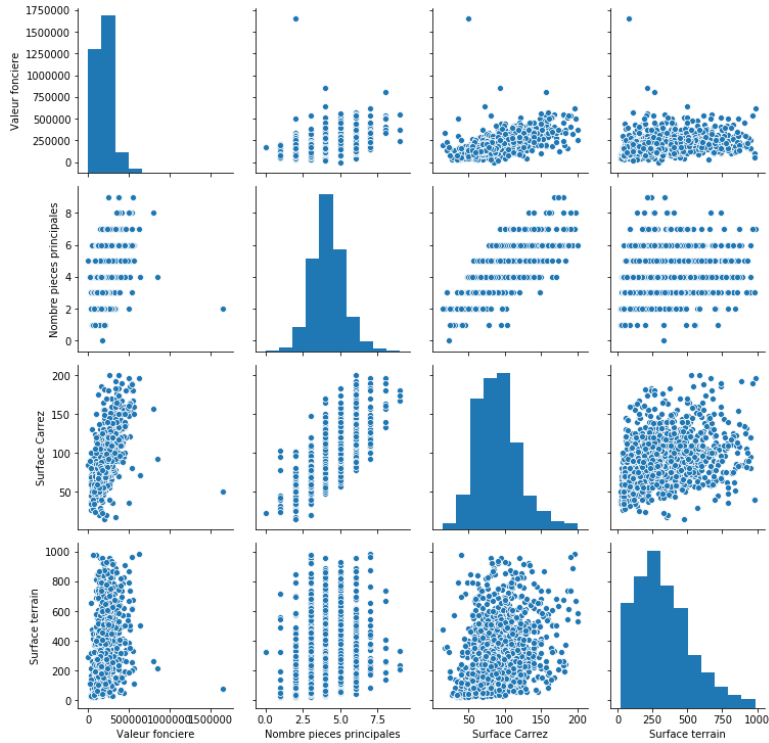 1750000
1500000
1250000
1000000
750000
500000
250000
0
Valeur fonciere
8
6
4
2
0
Nombre pieces principales
200
150
100
50
Surface Carrez
1000
800
600
400
200
0
Surface terrain
0 500000 1000000 1500000
0.0 2.5 5.0 7.5
50 100 150 200
0 250 500 750 1000
Valeur fonciere Nombre pieces principales Surface Carrez Surface terrain